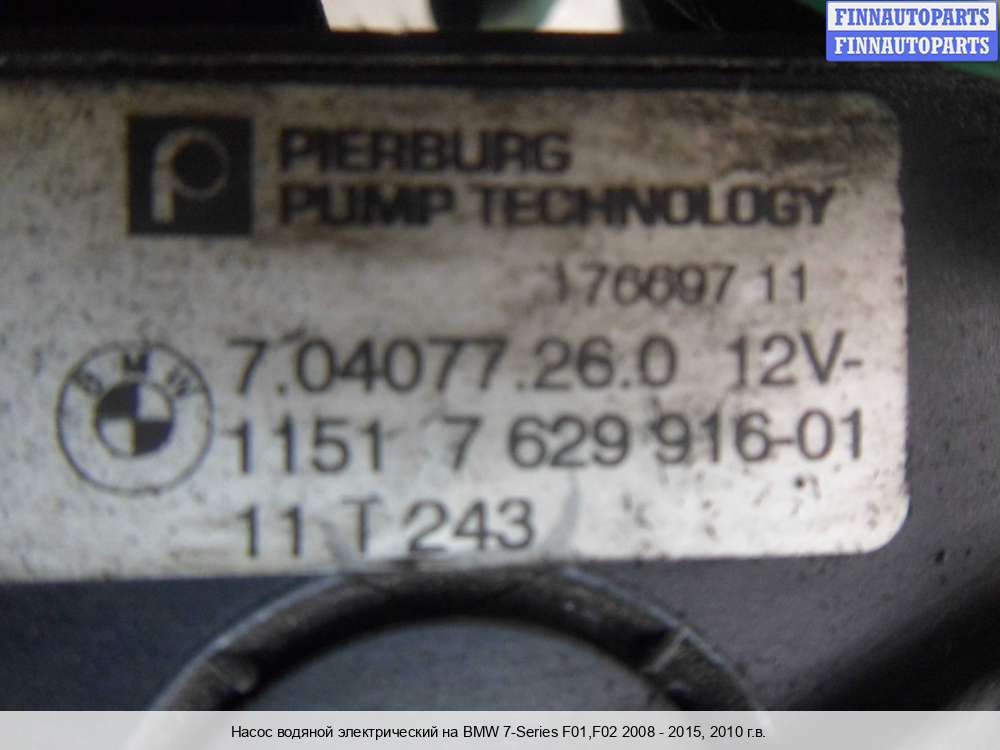 FINNAUTOPARTS
FINNAUTOPARTS
PIERBURG
PUMP TECHNOLOGY
176697 11
BMW
7.04077.26.0 12V-
1151 7 629 916-01
11 T 243
Насос водяной электрический на BMW 7-Series F01,F02 2008 - 2015, 2010 г.в.